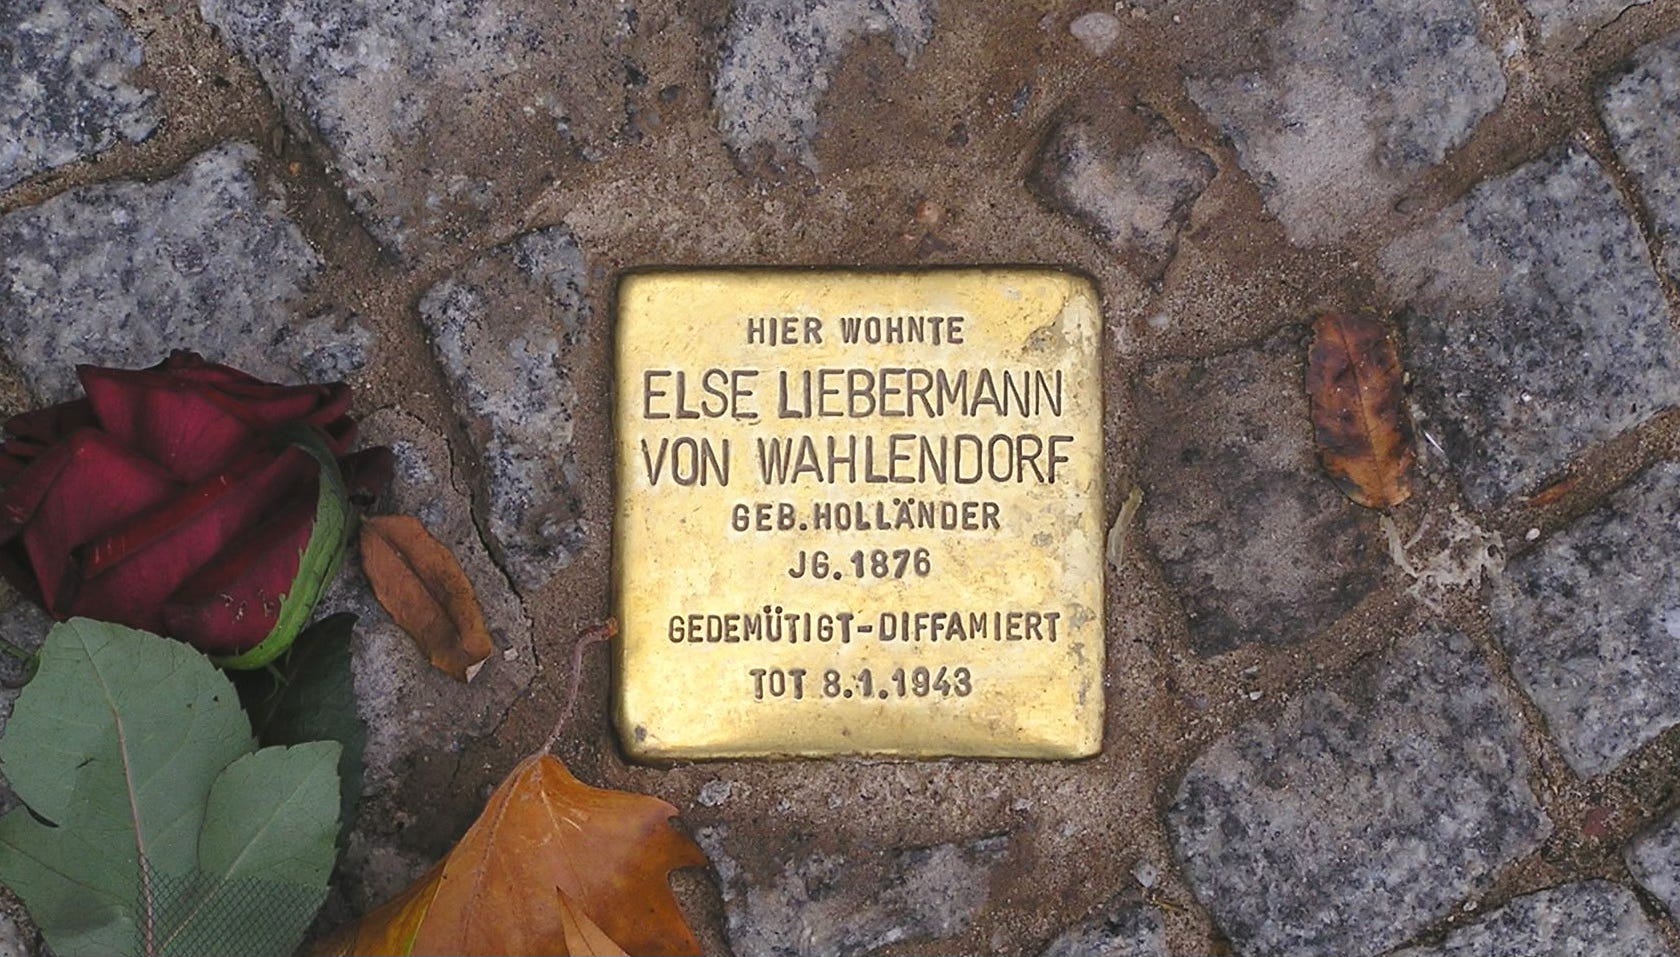 HIER WOHNTE
ELSE LIEBERMANN
VON WAHLENDORF
GEB.HOLLÄNDER
JG.1876
GEDEMÜTIGT-DIFFAMIERT
TOT 8.1.1943